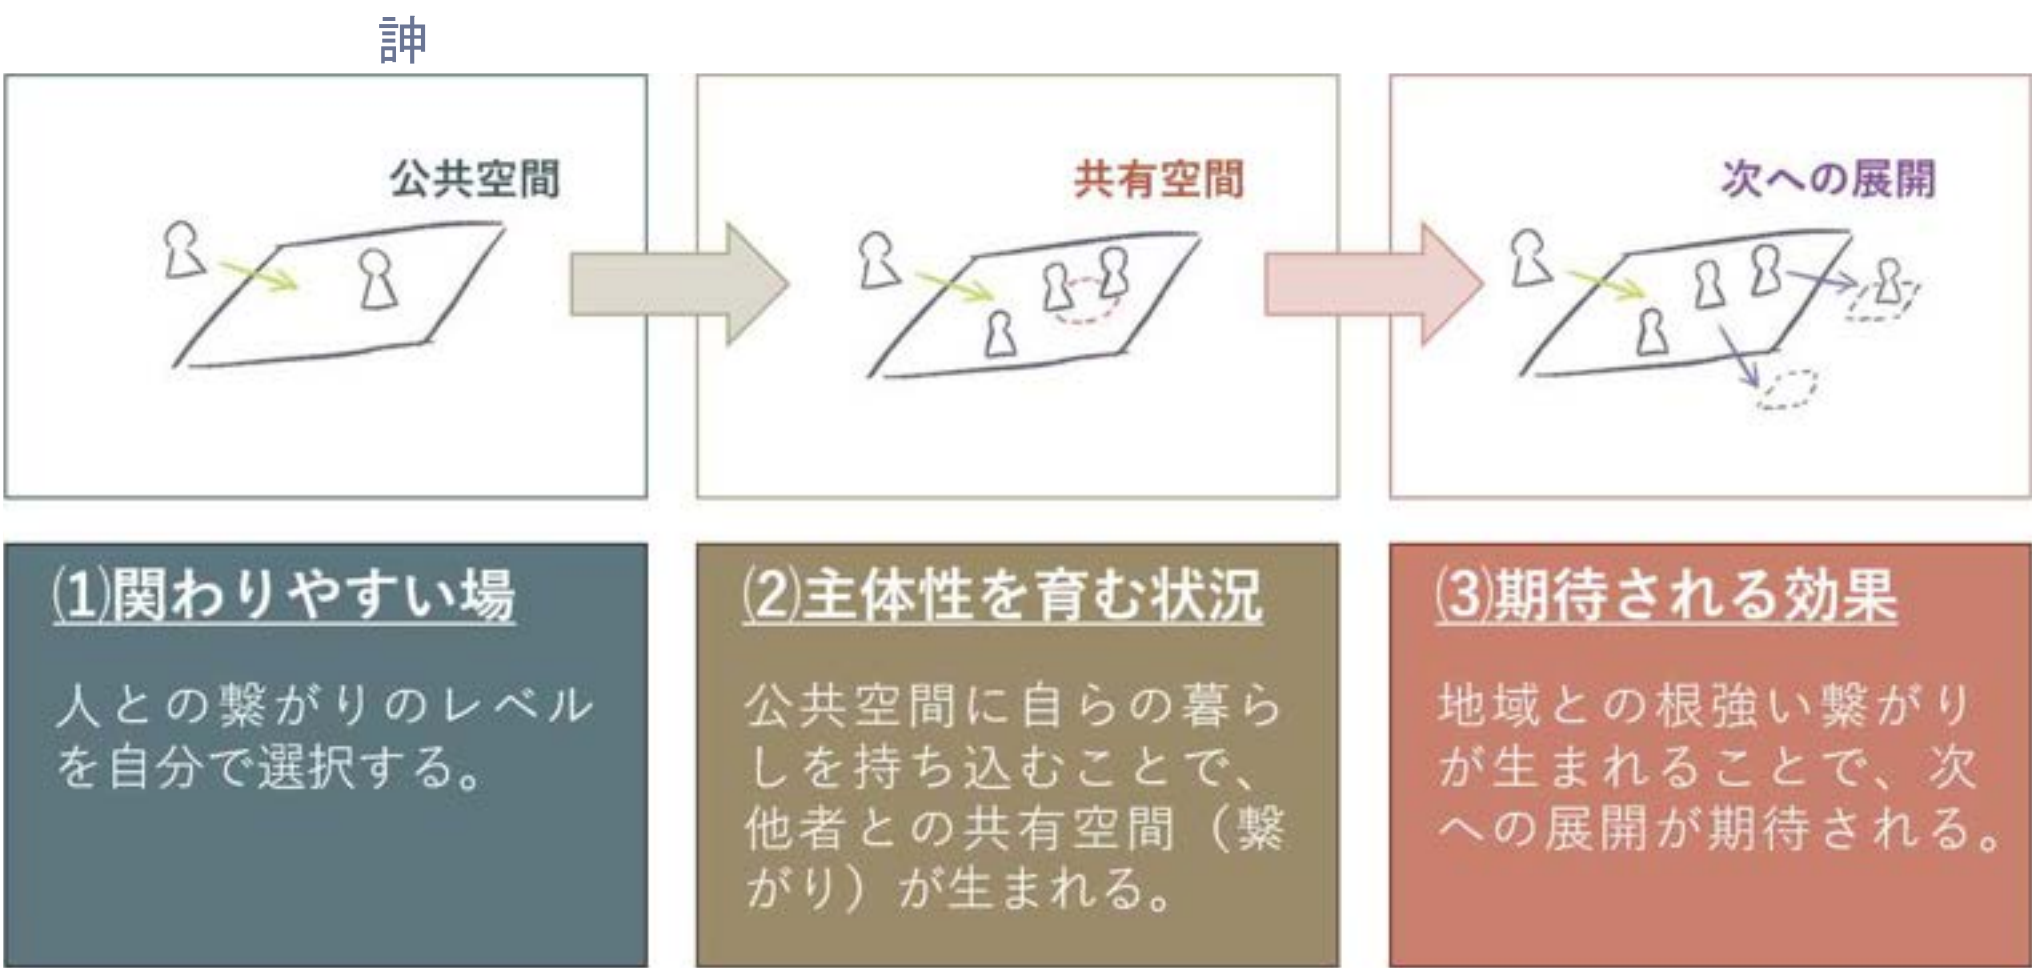 訷
公共空間
共有空間
次への展開
(1)関わりやすい場
人との繋がりのレベル
を自分で選択する。
(2)主体性を育む状況
公共空間に自らの暮ら
しを持ち込むことで、
他者との共有空間（繋
がり）が生まれる。
(3)期待される効果
地域との根強い繋がり
が生まれることで、次
への展開が期待される。